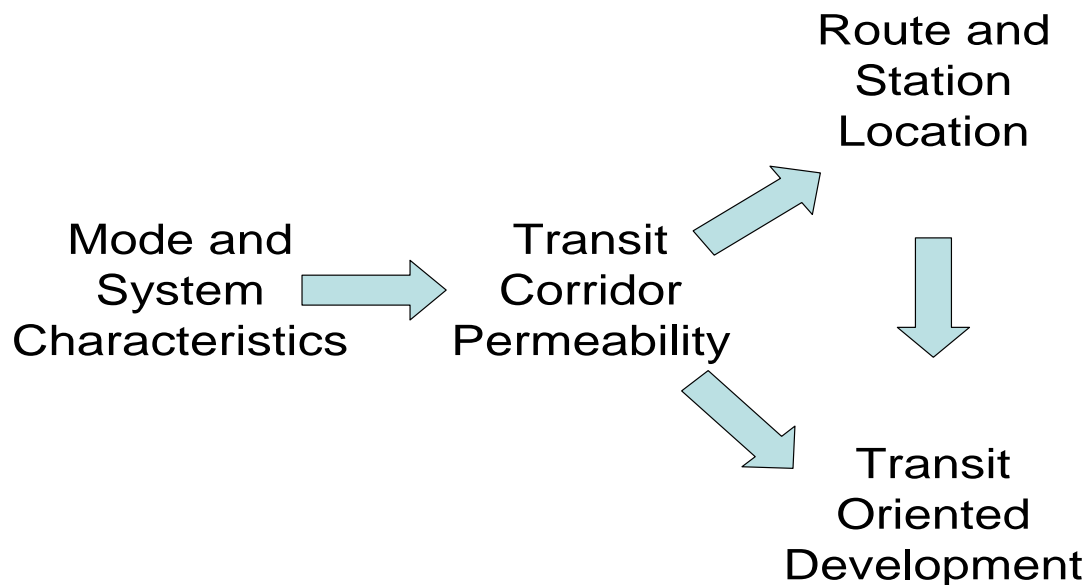 Route and
Station
Location
Mode and
System
Characteristics
Transit
Corridor
Permeability
Transit
Oriented
Development